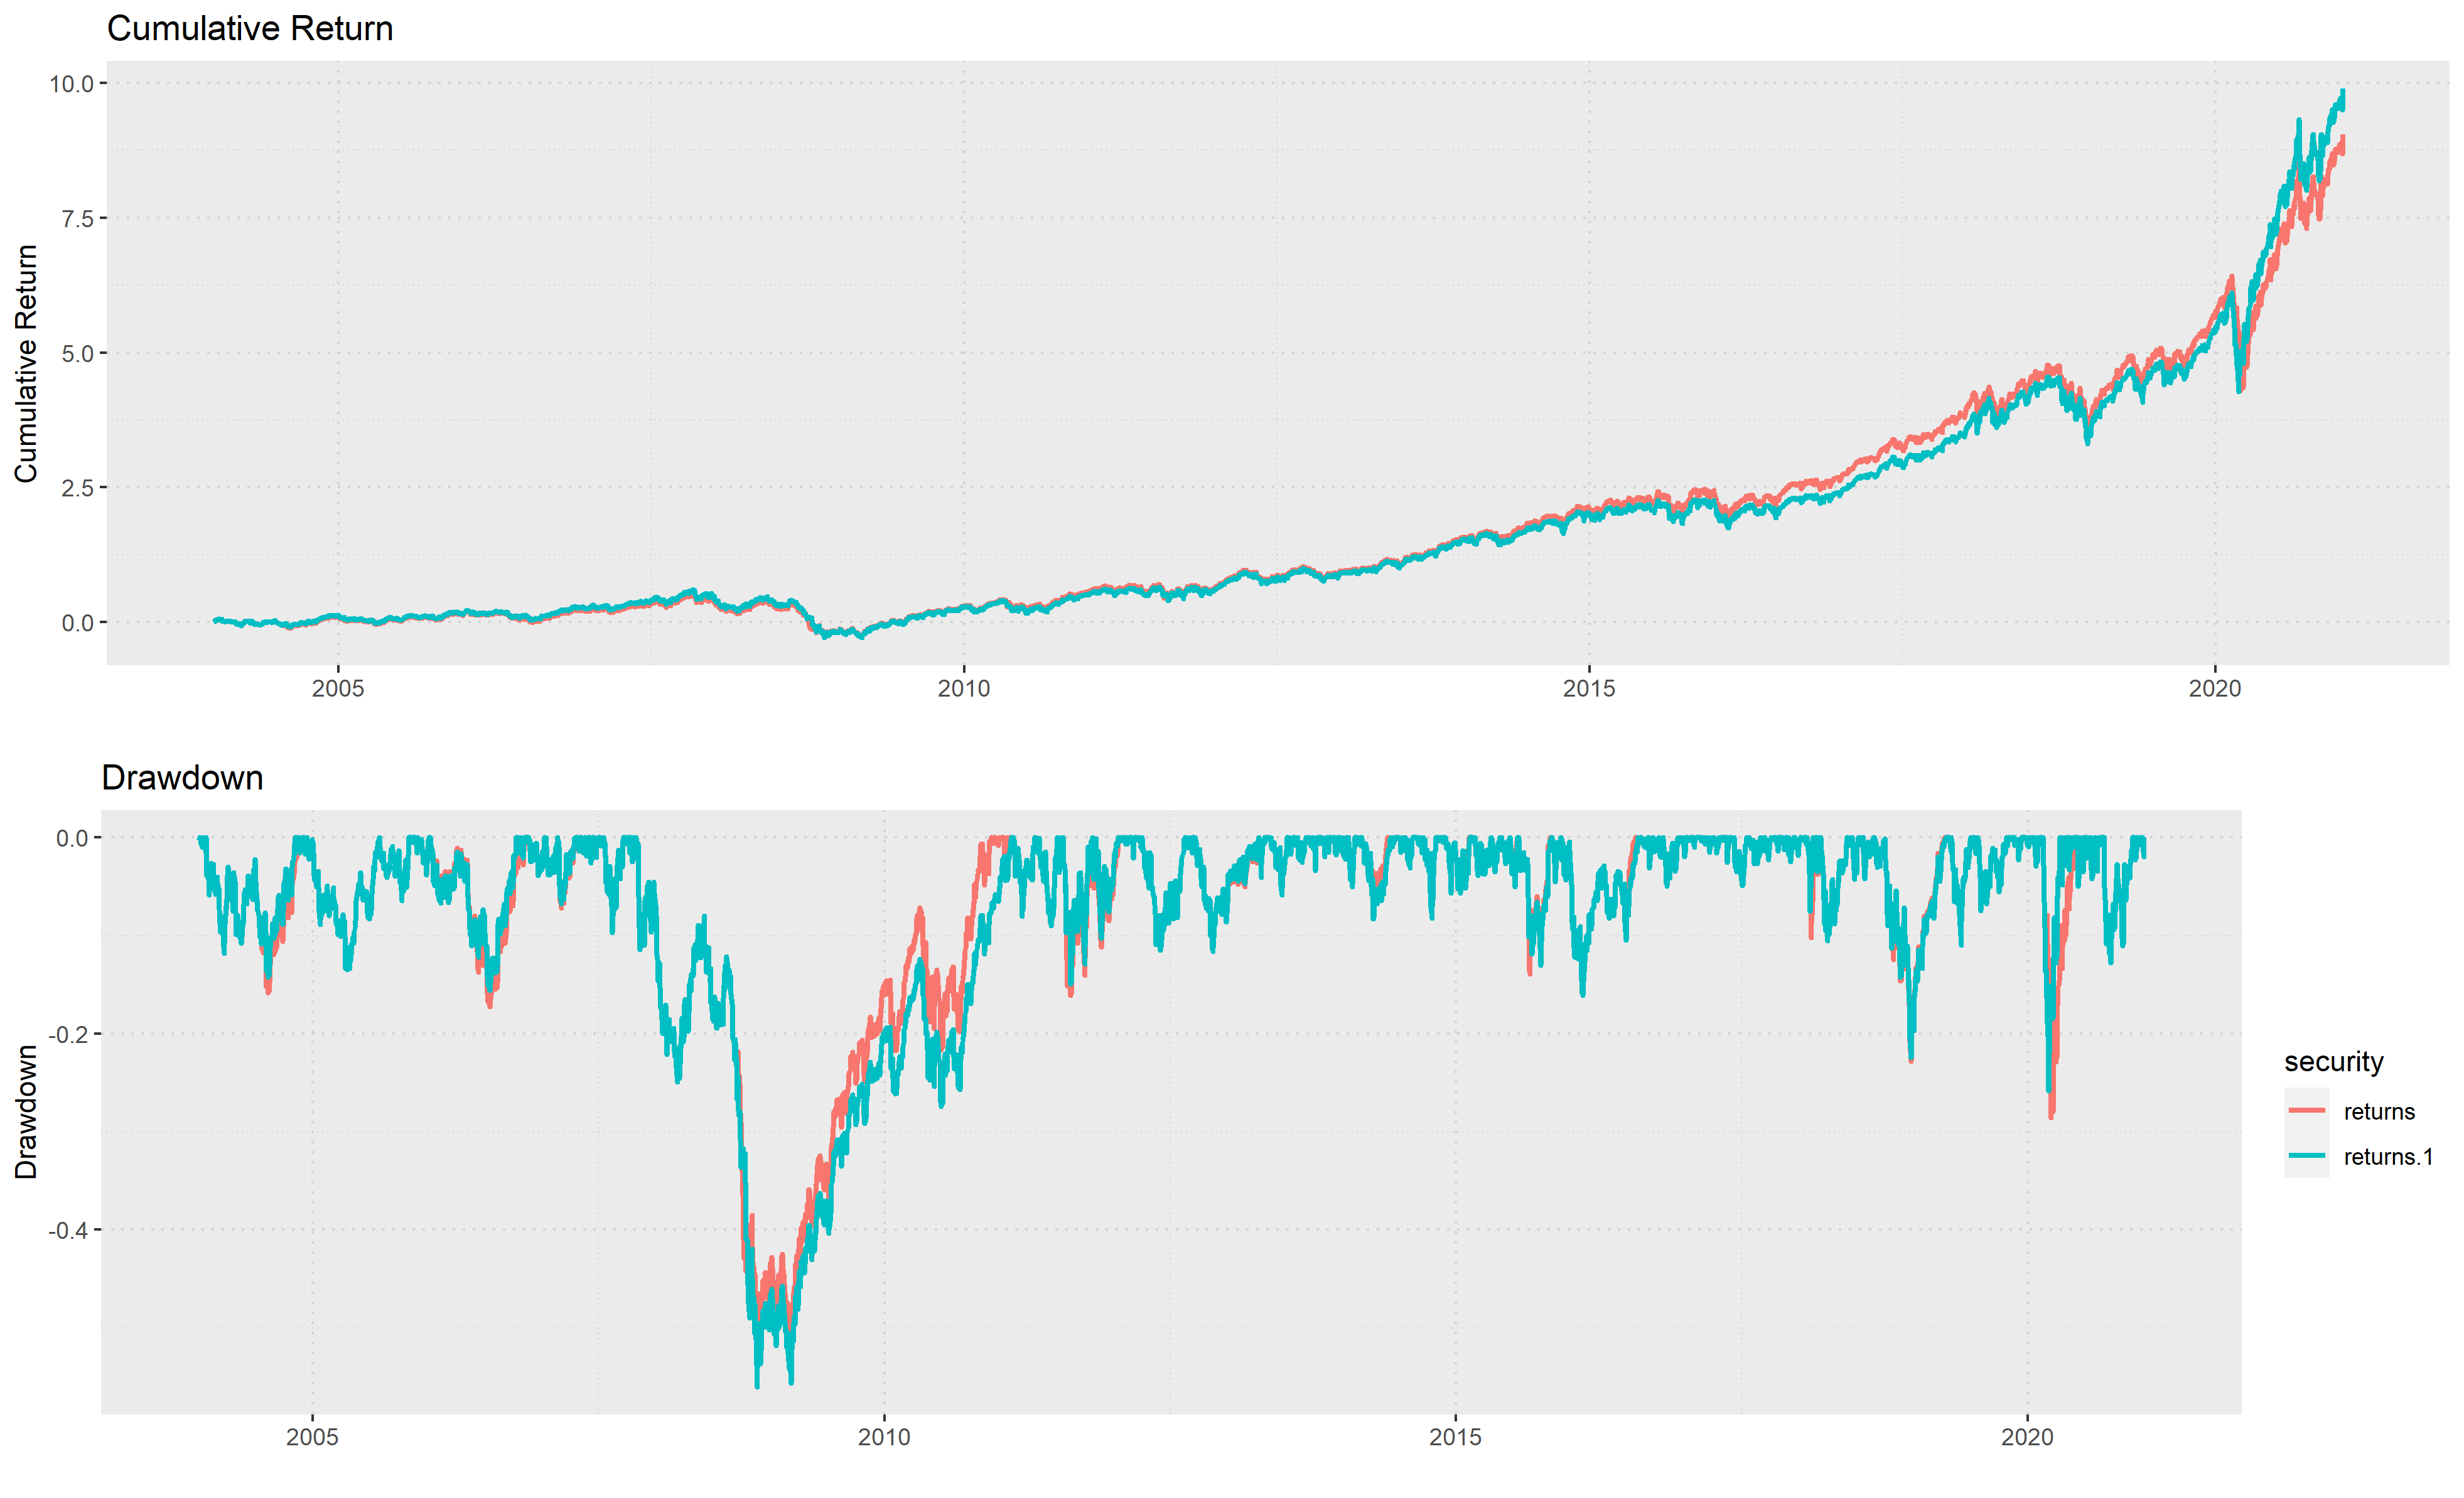 Cumulative Return
Cumulative Return
10.0
7.5
5.0
2.5
0.0
2005 2010 2015 2020
Drawdown
Drawdown
0.0
-0.2
-0.4
2005 2010 2015 2020
security
returns
returns.1